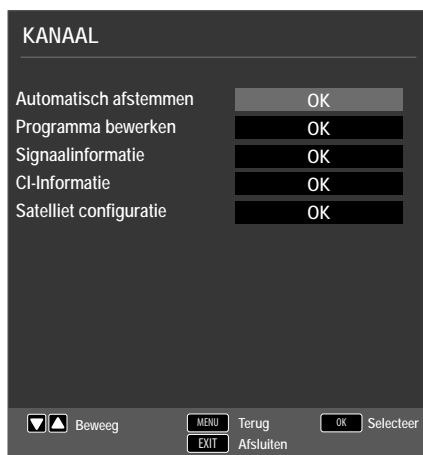 KANAAL
Automatisch afstemmen OK
Programma bewerken OK
Signaalinformatie OK
CI-Informatie OK
Satelliet configuratie OK
Beweeg MENU Terug OK Selecteer
EXIT Afsluiten